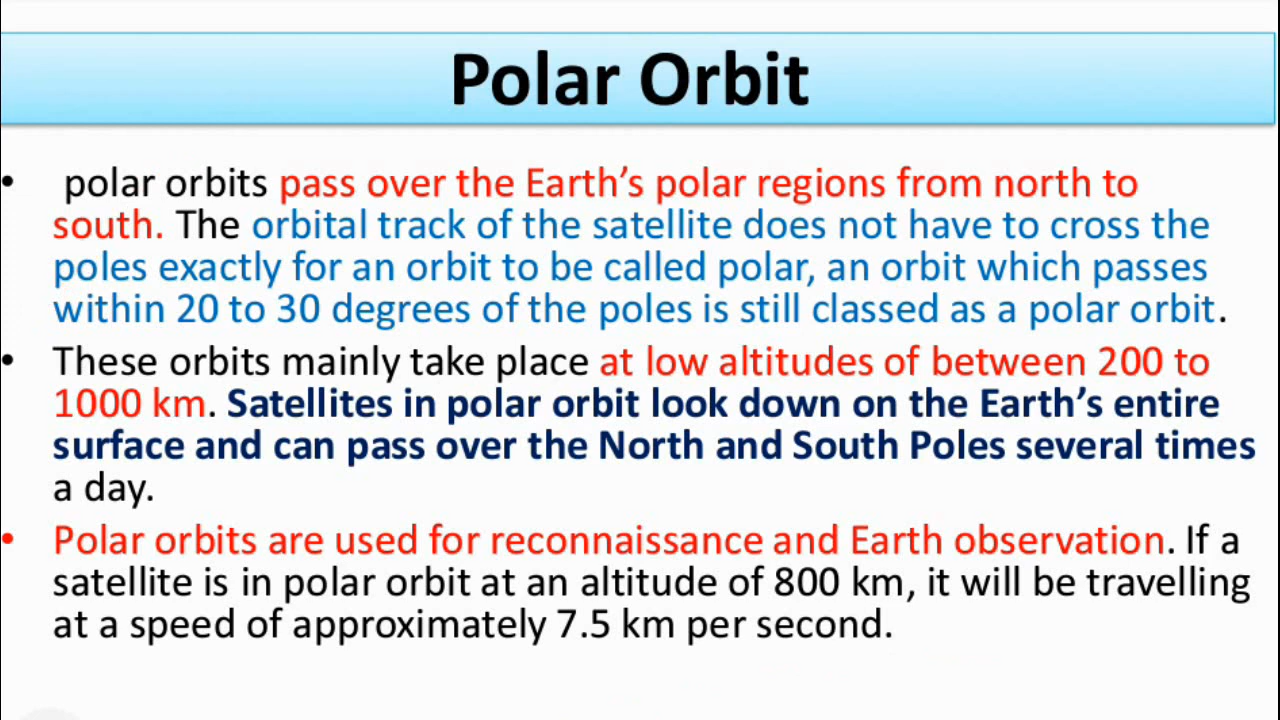 Polar Orbit
• polar orbits pass over the Earth’s polar regions from north to
south. The orbital track of the satellite does not have to cross the
poles exactly for an orbit to be called polar, an orbit which passes
within 20 to 30 degrees of the poles is still classed as a polar orbit.
• These orbits mainly take place at low altitudes of between 200 to
1000 km. Satellites in polar orbit look down on the Earth’s entire
surface and can pass over the North and South Poles several times
a day.
• Polar orbits are used for reconnaissance and Earth observation. If a
satellite is in polar orbit at an altitude of 800 km, it will be travelling
at a speed of approximately 7.5 km per second.